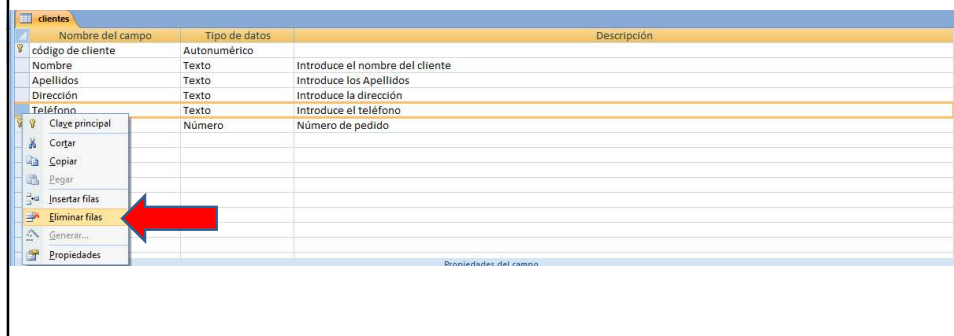 clientes
Nombre del campo Tipo de datos Descripción
código de cliente Autonumérico
Nombre Texto Introduce el nombre del cliente
Apellidos Texto Introduce los Apellidos
Dirección Texto Introduce la dirección
Teléfono Texto Introduce el teléfono
Número Número de pedido
Clave principal
Cortar
Copiar
Pegar
Insertar filas
Eliminar filas
Generar...
Propiedades
Propiedades del campo